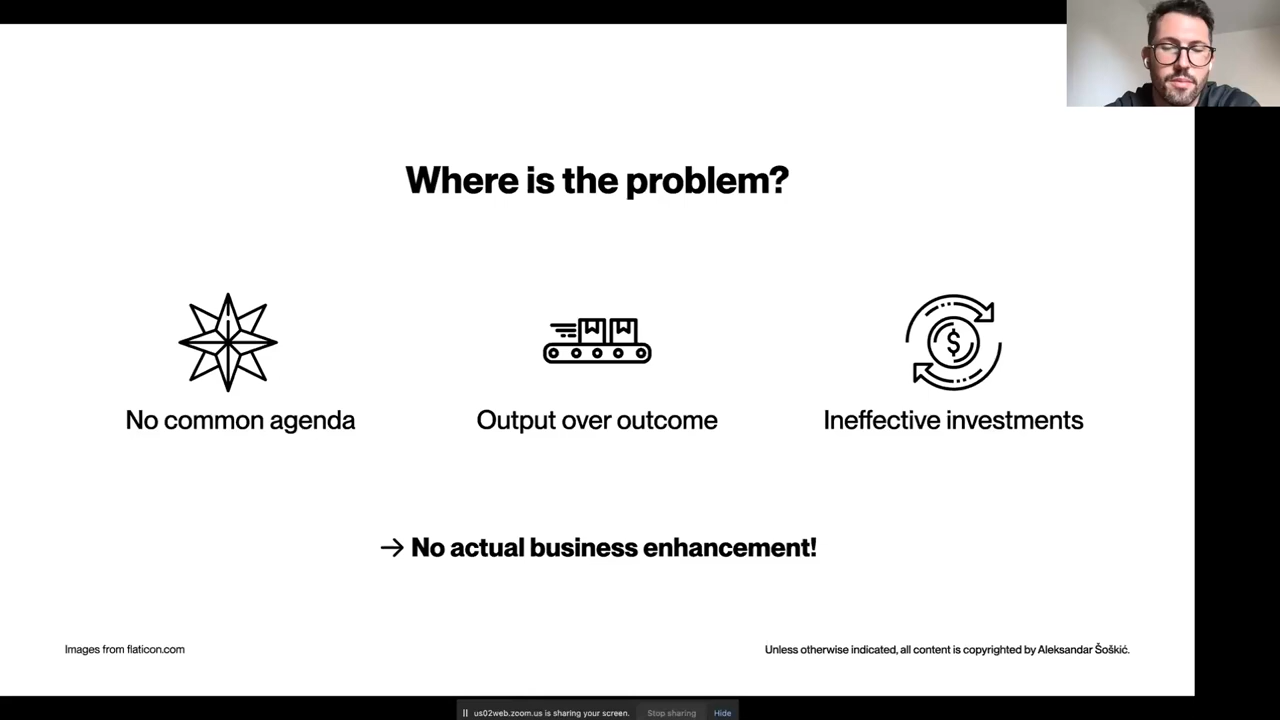 Where is the problem?
No common agenda
Output over outcome
Ineffective investments
→ No actual business enhancement!
Images from flaticon.com
Unless otherwise indicated, all content is copyrighted by Aleksandar Šoškić.
us02web.zoom.us is sharing your screen.
Stop sharing
Hide